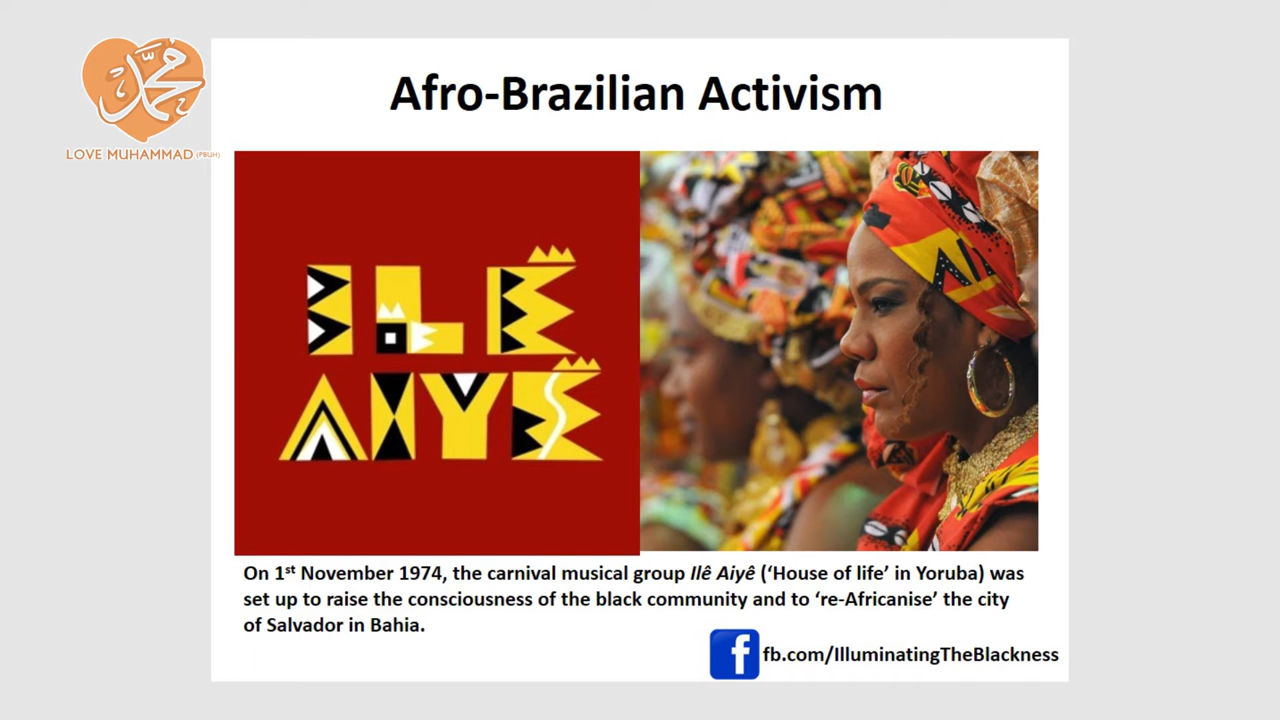 Afro-Brazilian Activism
محمد
LOVE MUHAMMAD (PBUH)
ILÊ
AIYÊ
On 1st November 1974, the carnival musical group Ilê Aiyê (‘House of life’ in Yoruba) was
set up to raise the consciousness of the black community and to ‘re-Africanise’ the city
of Salvador in Bahia.
f fb.com/IlluminatingTheBlackness